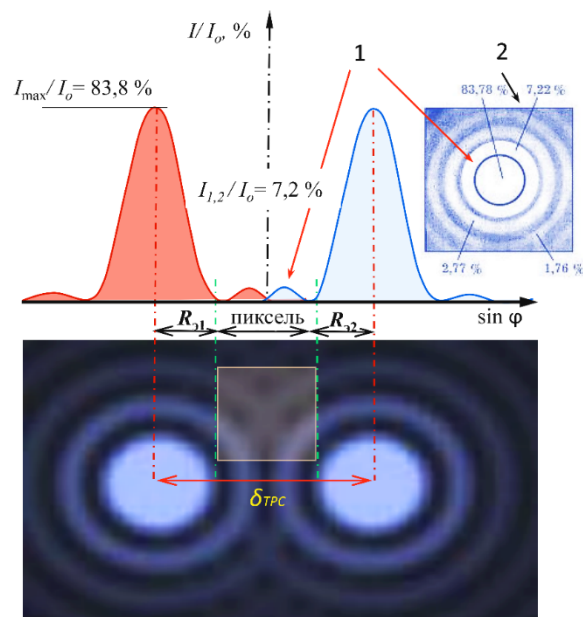 I/Iₒ, %
1
2
Iₘₐₓ/Iₒ= 83,8 %
83,78 %
7,22 %
I₁,₂/Iₒ= 7,2 %
2,77 %
1,76 %
Rэ1
пиксель
Rэ2
sin φ
δTPC